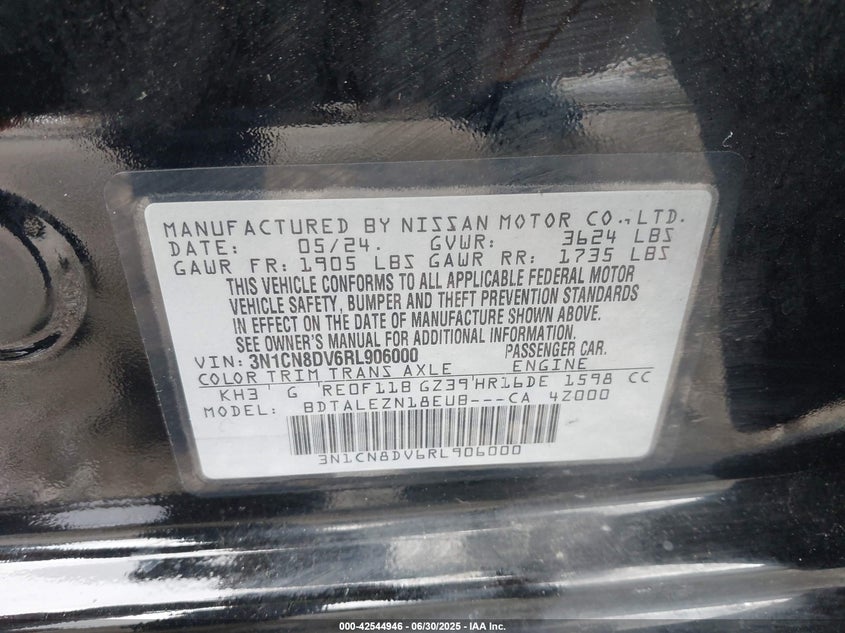 MANUFACTURED BY NISSAN MOTOR CO., LTD.
DATE: 05/24. GVWR: 3624 LBS
GAWR FR: 1905 LBS GAWR RR: 1735 LBS
THIS VEHICLE CONFORMS TO ALL APPLICABLE FEDERAL MOTOR
VEHICLE SAFETY, BUMPER AND THEFT PREVENTION STANDARDS
IN EFFECT ON THE DATE OF MANUFACTURE SHOWN ABOVE.
SEE OWNER'S MANUAL FOR ADDITIONAL INFORMATION.
VIN: 3N1CN8DV6RL906000 PASSENGER CAR.
COLOR TRIM TRANS AXLE ENGINE
KH3 G 'RE0F11B GZ39'HR16DE 1598 CC
MODEL: BDTALEZN18EUB---CA 4Z000
3N1CN8DV6RL906000
000-42544946 - 06/30/2025 - IAA Inc.